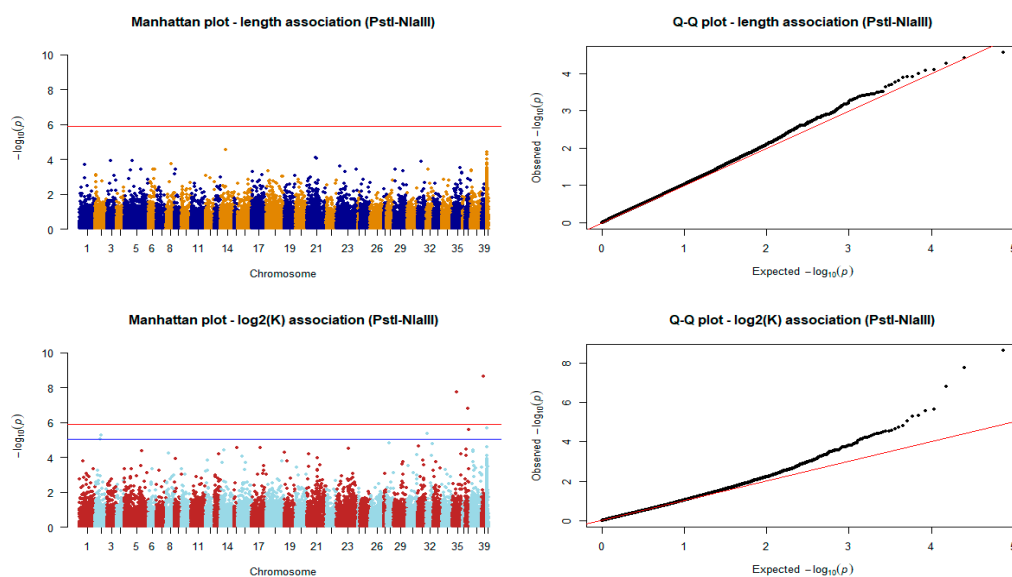 Manhattan plot - length association (PstI-NlaIII)
10
8
6
4
2
0
−log10(p)
1 3 5 6 8 11 14 17 19 21 23 26 29 32 35 39
Chromosome
Q-Q plot - length association (PstI-NlaIII)
4
3
2
1
0
Observed −log10(p)
0 1 2 3 4 5
Expected −log10(p)
Manhattan plot - log2(K) association (PstI-NlaIII)
10
8
6
4
2
0
−log10(p)
1 3 5 6 8 11 14 17 19 21 23 26 29 32 35 39
Chromosome
Q-Q plot - log2(K) association (PstI-NlaIII)
8
6
4
2
0
Observed −log10(p)
0 1 2 3 4 5
Expected −log10(p)